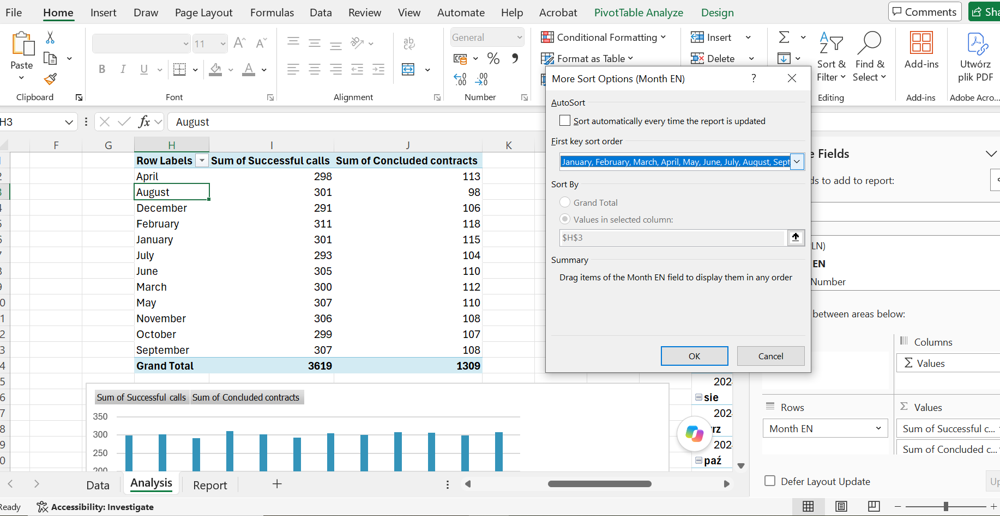 File Home Insert Draw Page Layout Formulas Data Review View Automate Help Acrobat PivotTable Analyze Design Comments
11 General Conditional Formatting Insert
Paste Format as Table Delete Sort & Find & Add-ins Utwórz
B I U % Filter Select plik PDF
Clipboard Font Alignment Number Editing Add-ins Adobe Acro...
H3 fx August
F G H I J K
Row Labels Sum of Successful calls Sum of Concluded contracts
April 298 113
August 301 98
December 291 106
February 311 118
January 301 115
July 293 104
June 305 110
March 300 112
May 307 110
November 306 108
October 299 107
September 307 108
Grand Total 3619 1309
More Sort Options (Month EN) ?
AutoSort
Sort automatically every time the report is updated
First key sort order
January, February, March, April, May, June, July, August, Sept
Sort By
Grand Total
Values in selected column:
$H$3
Summary
Drag items of the Month EN field to display them in any order
OK Cancel
Fields
to add to report:
LN)
EN
Number
between areas below:
Columns
Σ Values
Rows Σ Values
Month EN Sum of Successful c...
Sum of Concluded c...
Defer Layout Update
Sum of Successful calls Sum of Concluded contracts
350
300
250
200
202
sie
202
rz
202
paź
Data Analysis Report
Accessibility: Investigate